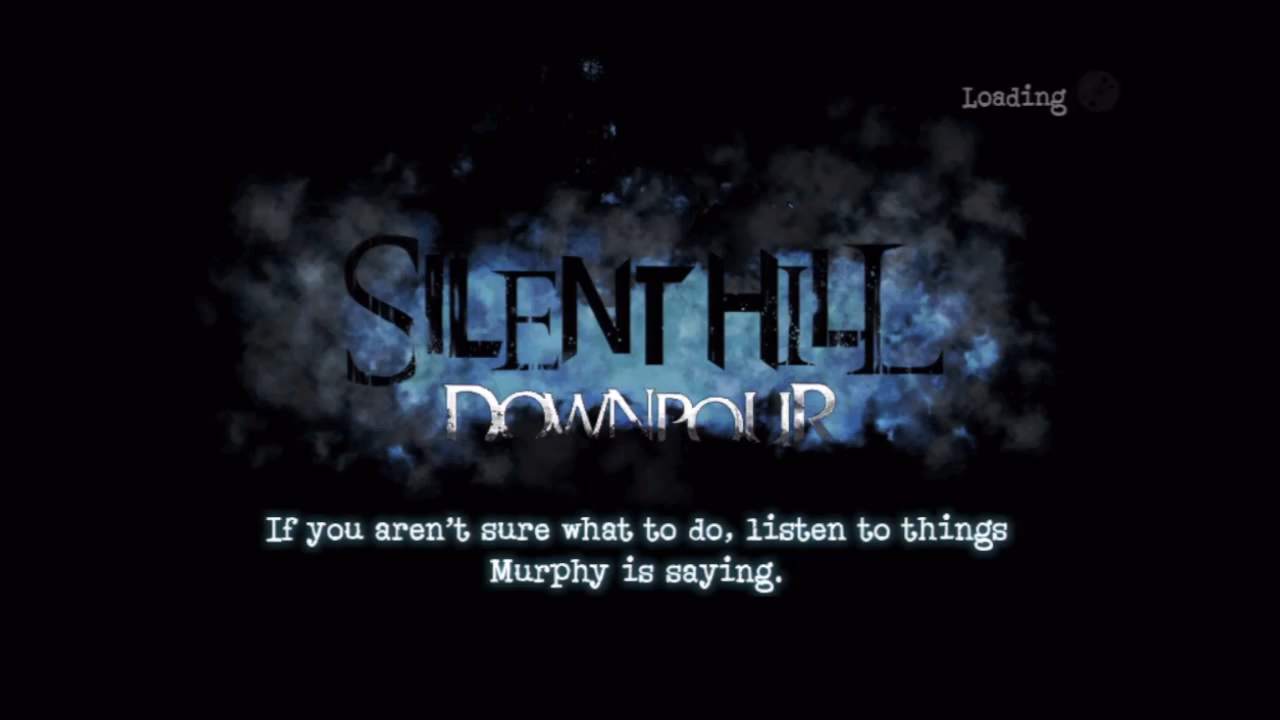 Loading
SILENT HILL
DOWNPOUR
If you aren't sure what to do, listen to things
Murphy is saying.